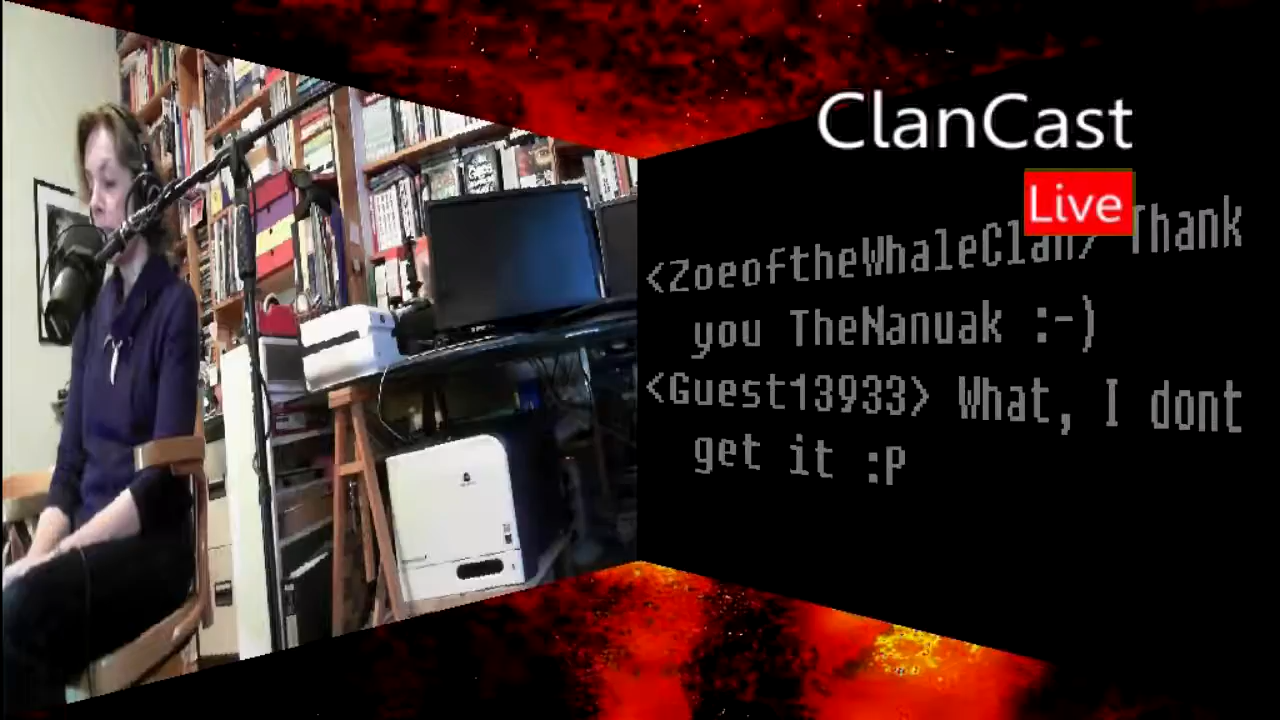 ClanCast
Live
<ZoeoftheWhaleClan> Thank
you TheNanuak :-)
<Guest13933> What, I dont
get it :P